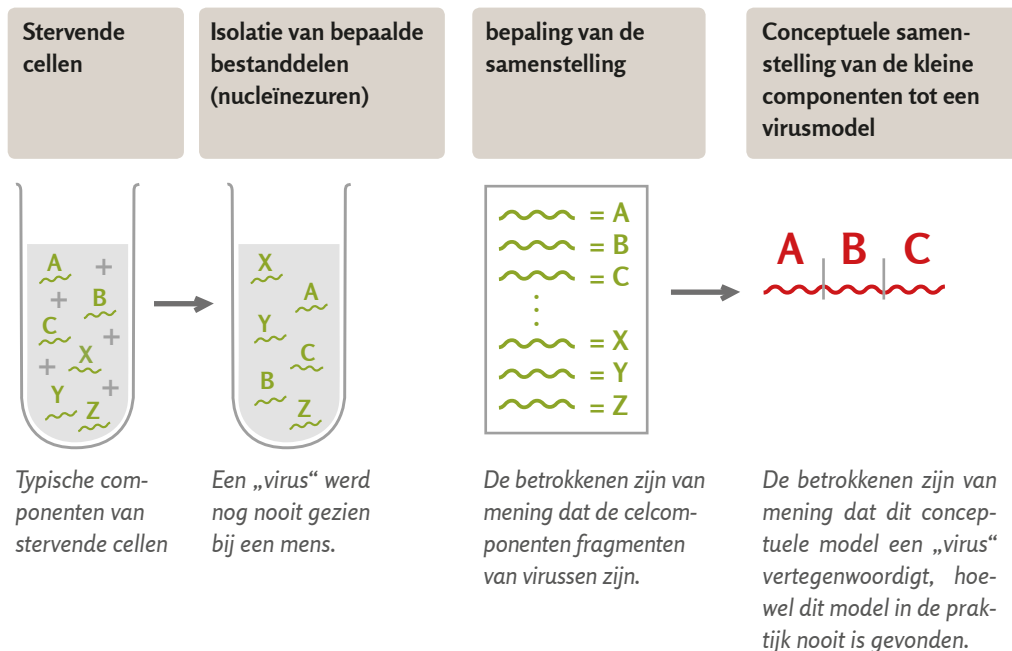 Stervende
cellen
Isolatie van bepaalde
bestanddelen
(nucleïnezuren)
bepaling van de
samenstelling
Conceptuele samen-
stelling van de kleine
componenten tot een
virusmodel
A
B
C
X
Y
Z
X
A
Y
C
B
Z
= A
= B
= C
= X
= Y
= Z
A B C
Typische com-
ponenten van
stervende cellen
Een „virus“ werd
nog nooit gezien
bij een mens.
De betrokkenen zijn van
mening dat de celcom-
ponenten fragmenten
van virussen zijn.
De betrokkenen zijn van
mening dat dit concep-
tuele model een „virus“
vertegenwoordigt, hoe-
wel dit model in de prak-
tijk nooit is gevonden.